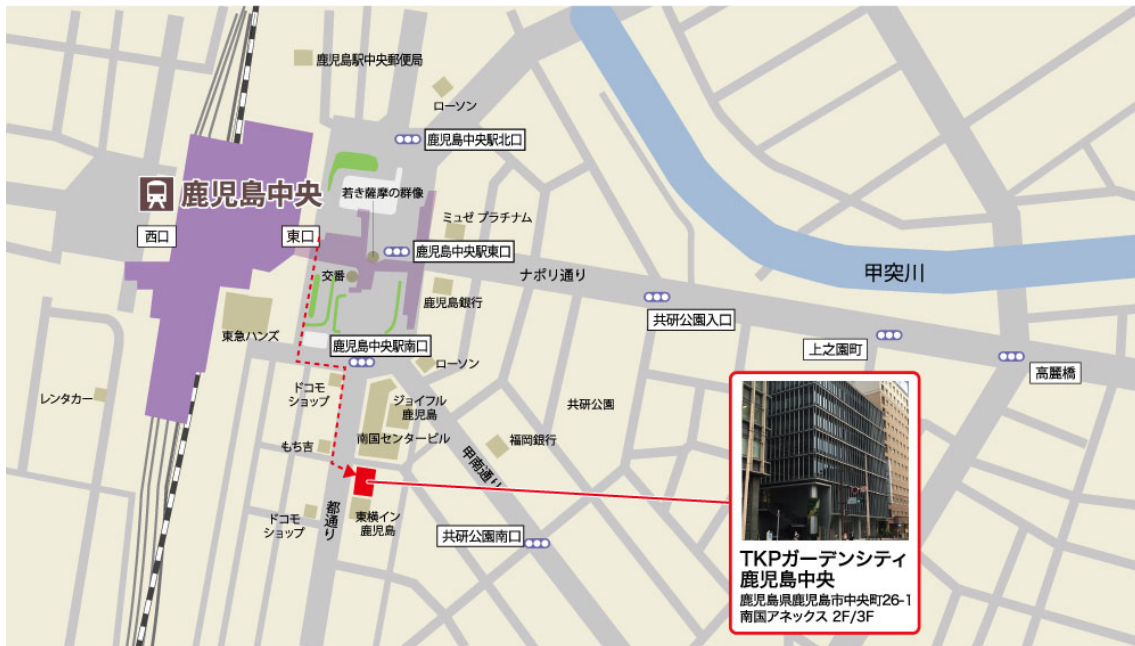 鹿児島駅中央郵便局
ローソン
鹿児島中央駅北口
若き薩摩の群像
鹿児島中央
西口
東口
ミュゼ プラチナム
鹿児島中央駅東口
交番
ナポリ通り
甲突川
鹿児島銀行
共研公園入口
東急ハンズ
鹿児島中央駅南口
上之園町
ローソン
高麗橋
ドコモ
ショップ
レンタカー
ジョイフル
鹿児島
共研公園
南国センタービル
もち吉
福岡銀行
甲南通り
都通り
ドコモ
ショップ
東横イン
鹿児島
共研公園南口
TKPガーデンシティ
鹿児島中央
鹿児島県鹿児島市中央町26-1
南国アネックス 2F/3F